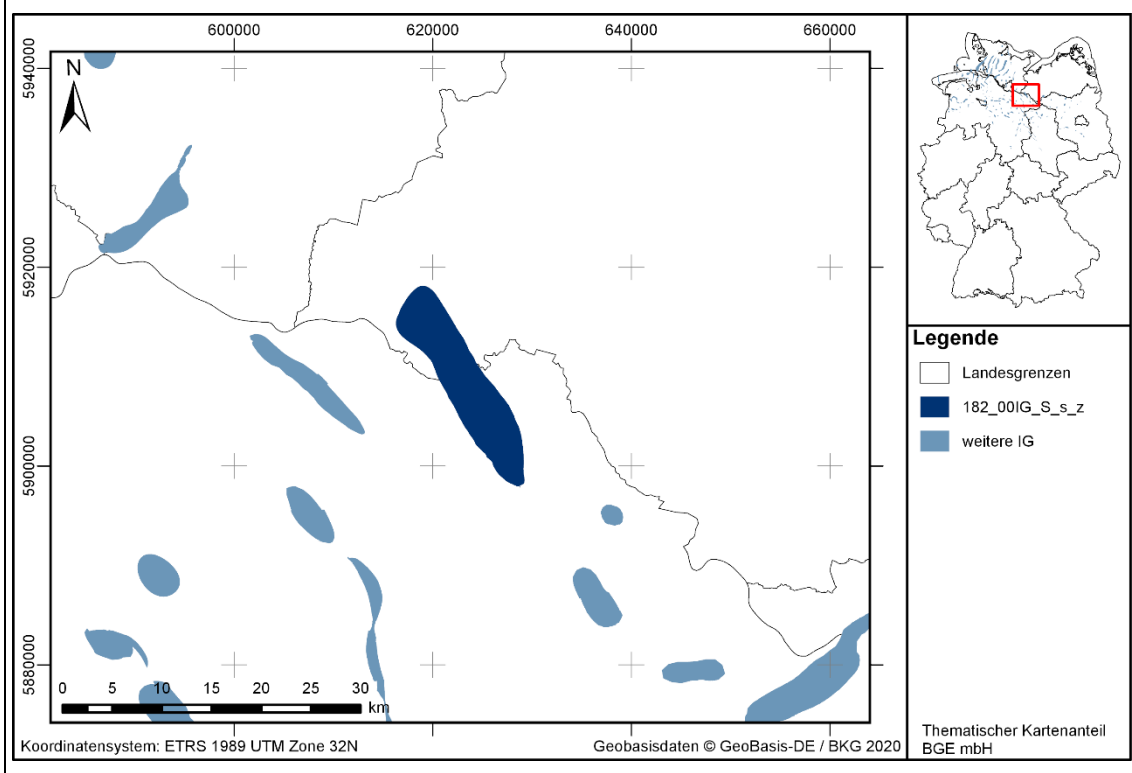 600000 620000 640000 660000
5940000
5920000
5900000
5880000
N
0 5 10 15 20 25 30
km
Koordinatensystem: ETRS 1989 UTM Zone 32N
Geobasisdaten © GeoBasis-DE / BKG 2020
Legende
Landesgrenzen
182_00IG_S_s_z
weitere IG
Thematischer Kartenanteil
BGE mbH